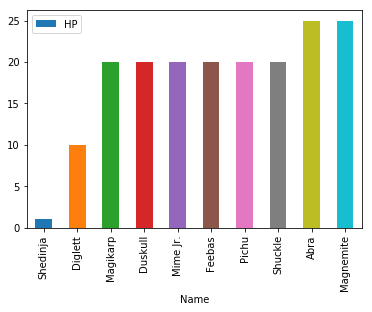 HP
25
20
15
10
5
0
Shedinja
Diglett
Magikarp
Duskull
Mime Jr.
Feebas
Pichu
Shuckle
Abra
Magnemite
Name